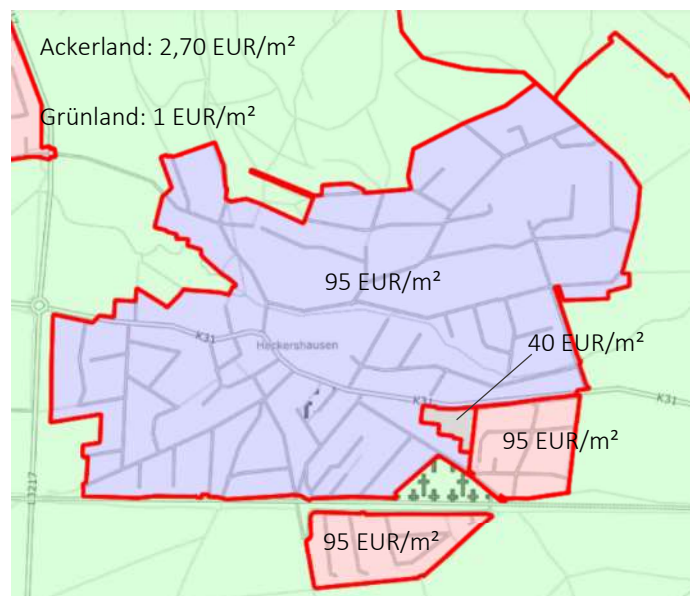 Ackerland: 2,70 EUR/m²
Grünland: 1 EUR/m²
95 EUR/m²
K31
Heckershausen
40 EUR/m²
K31
K31
95 EUR/m²
L3217
95 EUR/m²